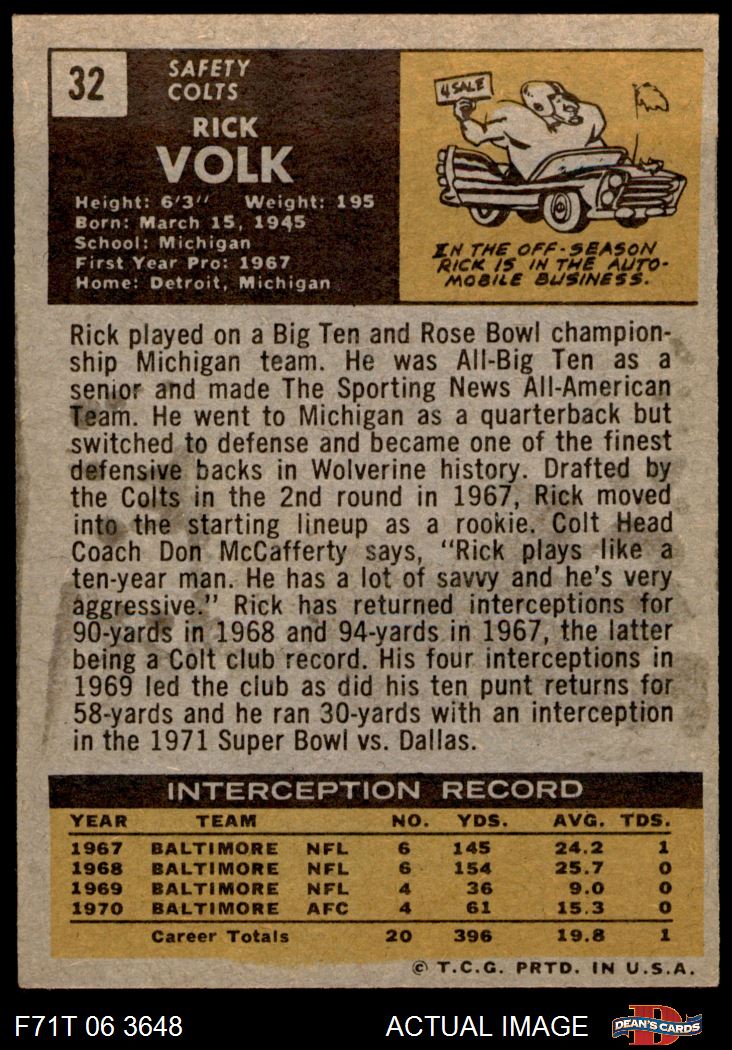 32
SAFETY
COLTS
RICK
VOLK
Height: 6'3" Weight: 195
Born: March 15, 1945
School: Michigan
First Year Pro: 1967
Home: Detroit, Michigan
4 SALE
IN THE OFF-SEASON
RICK IS IN THE AUTO-
MOBILE BUSINESS.
Rick played on a Big Ten and Rose Bowl champion-
ship Michigan team. He was All-Big Ten as a
senior and made The Sporting News All-American
Team. He went to Michigan as a quarterback but
switched to defense and became one of the finest
defensive backs in Wolverine history. Drafted by
the Colts in the 2nd round in 1967, Rick moved
into the starting lineup as a rookie. Colt Head
Coach Don McCafferty says, "Rick plays like a
ten-year man. He has a lot of savvy and he's very
aggressive." Rick has returned interceptions for
90-yards in 1968 and 94-yards in 1967, the latter
being a Colt club record. His four interceptions in
1969 led the club as did his ten punt returns for
58-yards and he ran 30-yards with an interception
in the 1971 Super Bowl vs. Dallas.
INTERCEPTION RECORD
YEAR TEAM NO. YDS. AVG. TDS.
1967 BALTIMORE NFL 6 145 24.2 1
1968 BALTIMORE NFL 6 154 25.7 0
1969 BALTIMORE NFL 4 36 9.0 0
1970 BALTIMORE AFC 4 61 15.3 0
Career Totals 20 396 19.8 1
© T.C.G. PRTD. IN U.S.A.
F71T 06 3648 ACTUAL IMAGE
D
DEAN'S CARDS